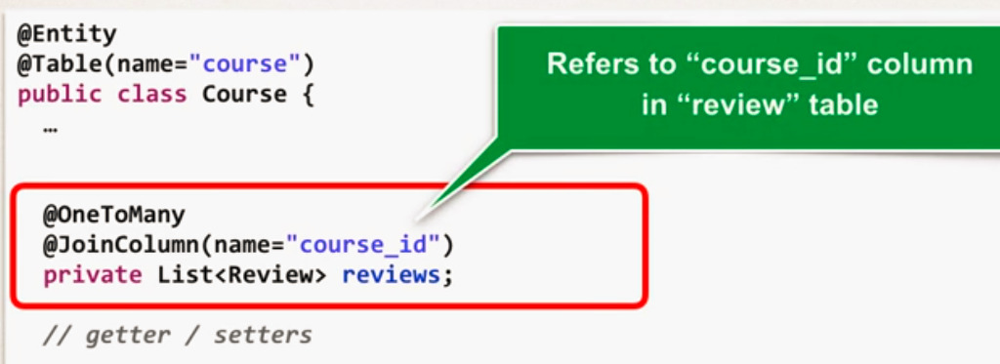 @Entity
@Table(name="course")
public class Course {
…
Refers to “course_id” column
in “review” table
@OneToMany
@JoinColumn(name="course_id")
private List<Review> reviews;
// getter / setters